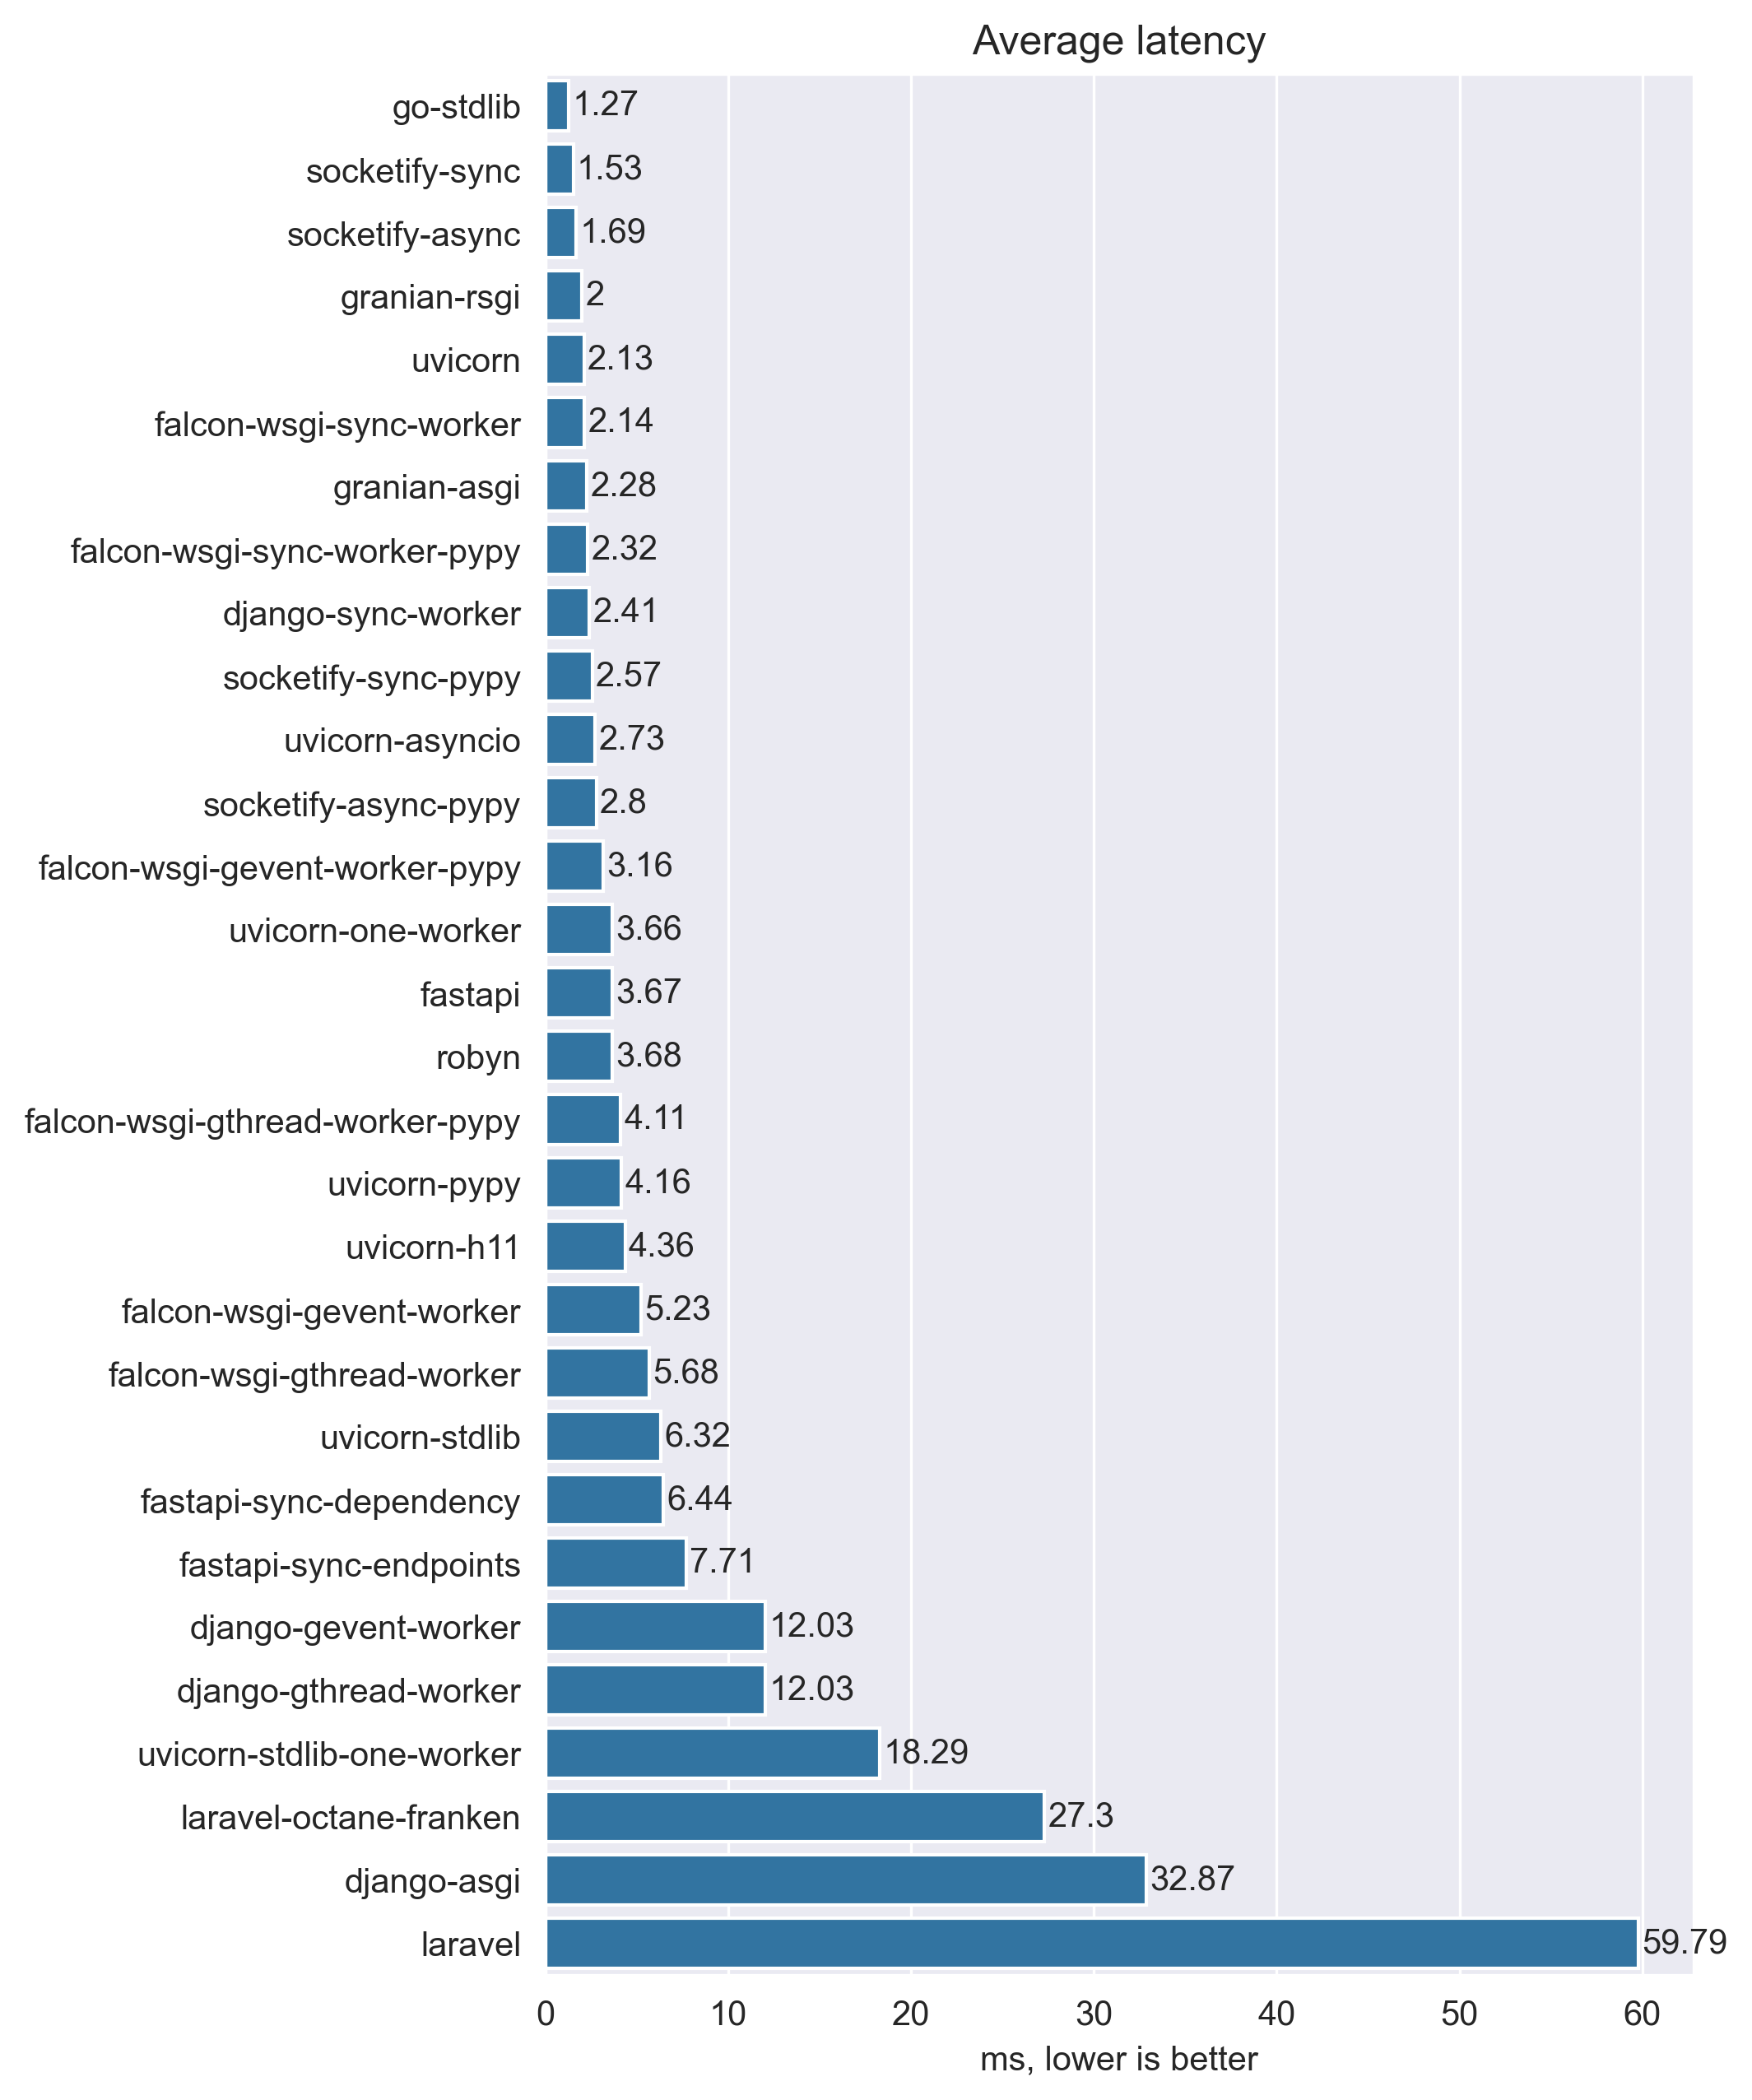 Average latency
go-stdlib 1.27
socketify-sync 1.53
socketify-async 1.69
granian-rsgi 2
uvicorn 2.13
falcon-wsgi-sync-worker 2.14
granian-asgi 2.28
falcon-wsgi-sync-worker-pypy 2.32
django-sync-worker 2.41
socketify-sync-pypy 2.57
uvicorn-asyncio 2.73
socketify-async-pypy 2.8
falcon-wsgi-gevent-worker-pypy 3.16
uvicorn-one-worker 3.66
fastapi 3.67
robyn 3.68
falcon-wsgi-gthread-worker-pypy 4.11
uvicorn-pypy 4.16
uvicorn-h11 4.36
falcon-wsgi-gevent-worker 5.23
falcon-wsgi-gthread-worker 5.68
uvicorn-stdlib 6.32
fastapi-sync-dependency 6.44
fastapi-sync-endpoints 7.71
django-gevent-worker 12.03
django-gthread-worker 12.03
uvicorn-stdlib-one-worker 18.29
laravel-octane-franken 27.3
django-asgi 32.87
laravel 59.79
0 10 20 30 40 50 60
ms, lower is better